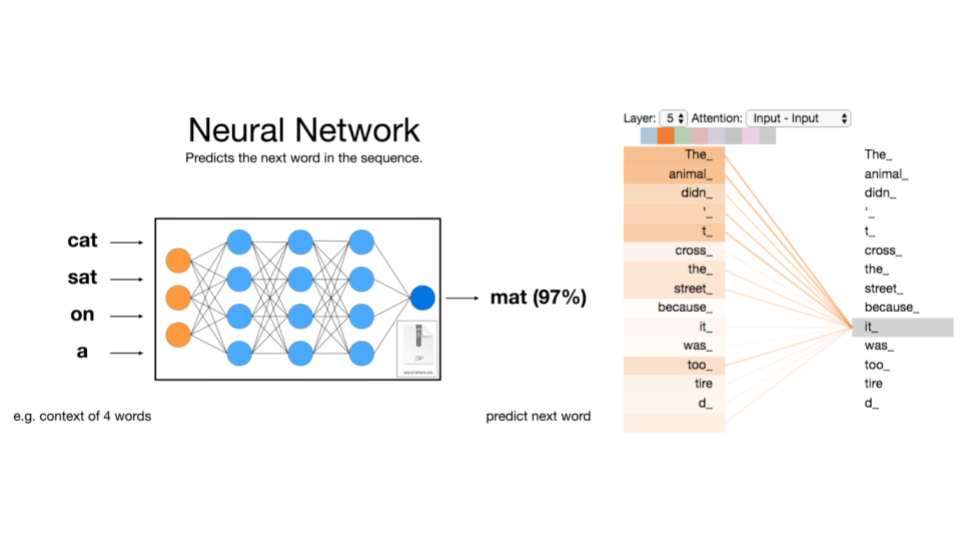 Neural Network
Predicts the next word in the sequence.
cat
sat
on
a
mat (97%)
ZIP
parameters.zip
e.g. context of 4 words
predict next word
Layer: 5 Attention: Input - Input
The_
animal_
didn_
'_
t_
cross_
the_
street_
because_
it_
was_
too_
tire
d_
The_
animal_
didn_
'_
t_
cross_
the_
street_
because_
it_
was_
too_
tire
d_